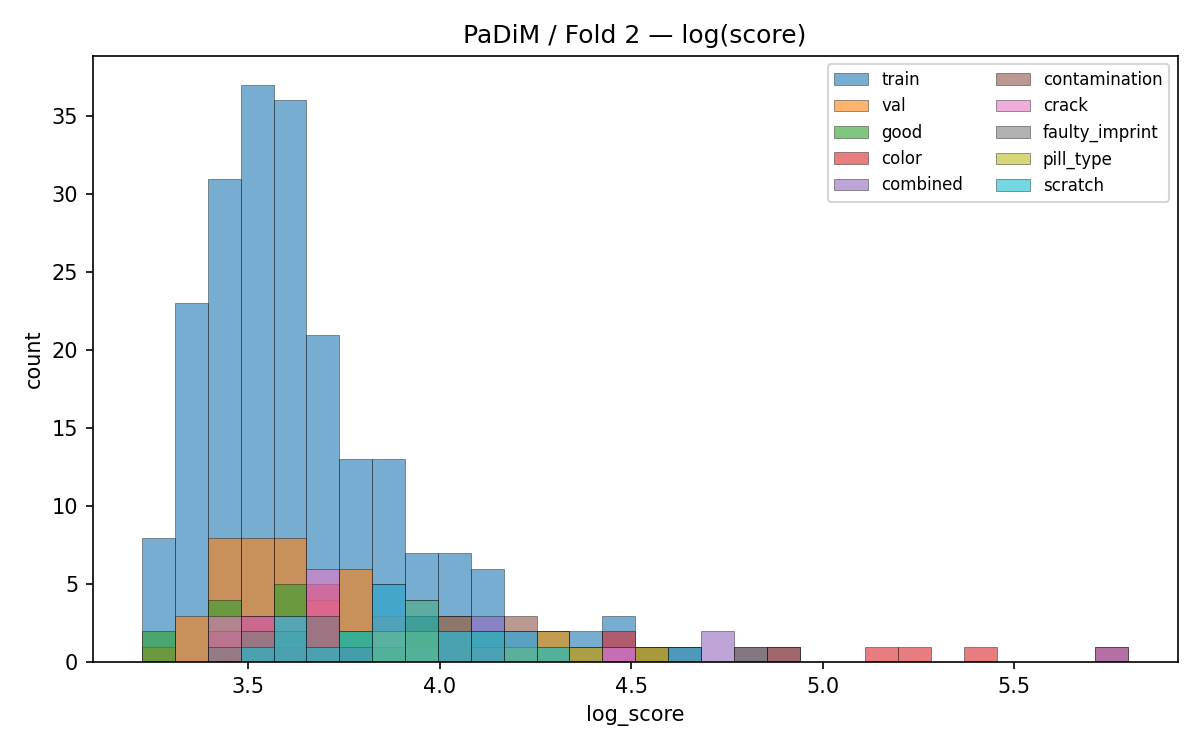 PaDiM / Fold 2 — log(score)
train
val
good
color
combined
contamination
crack
faulty_imprint
pill_type
scratch
count
35
30
25
20
15
10
5
0
3.5 4.0 4.5 5.0 5.5
log_score